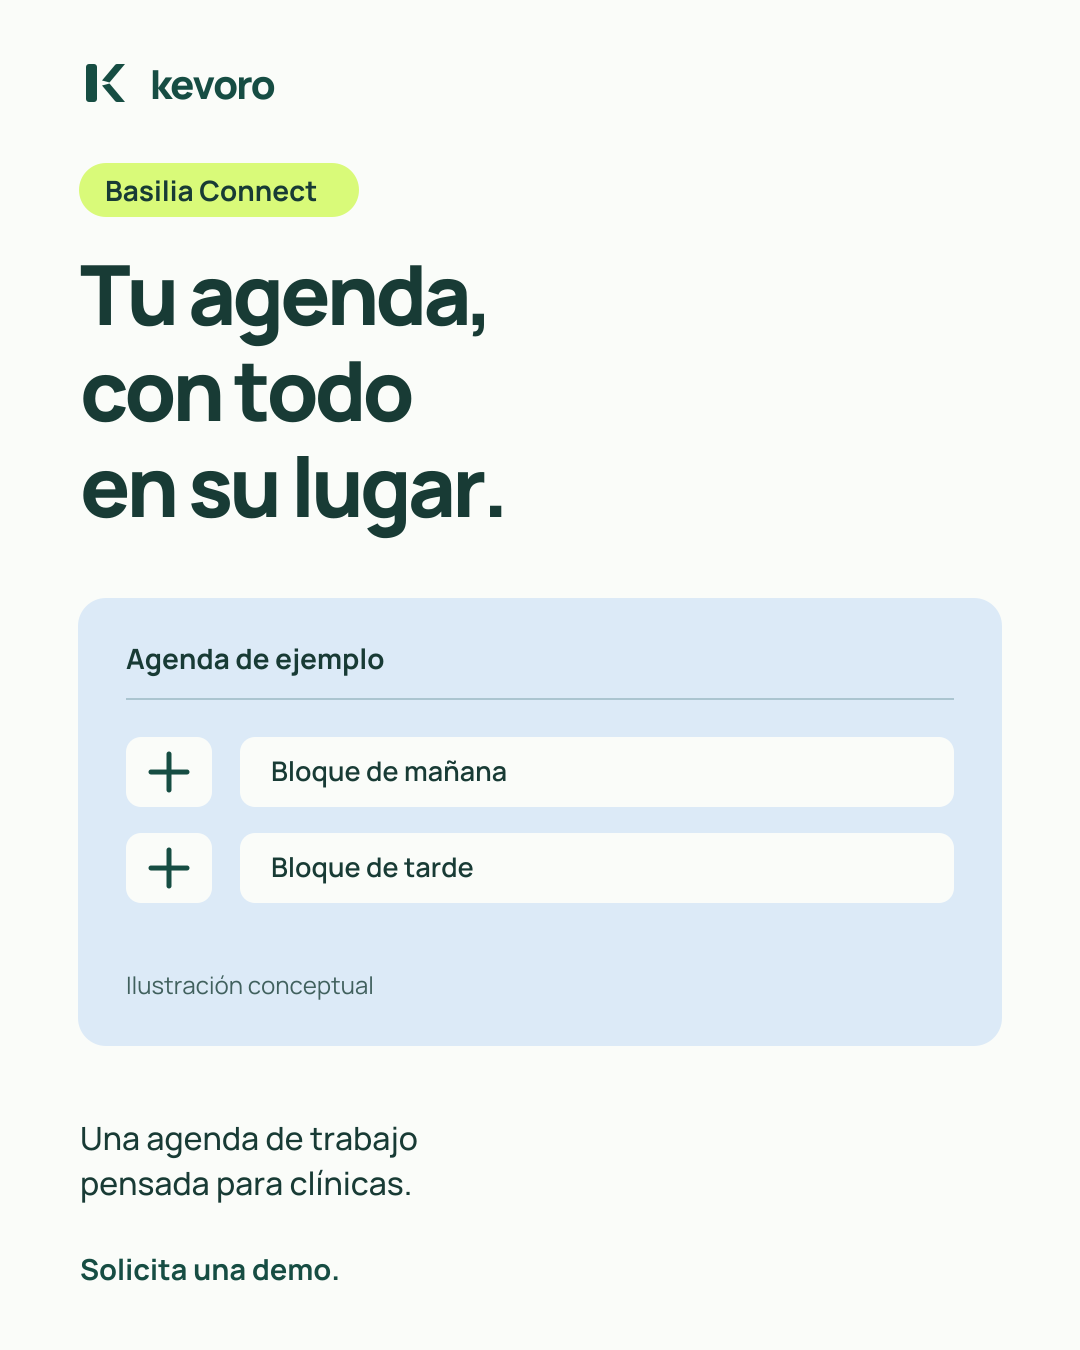 kevoro
Basilia Connect
Tu agenda,
con todo
en su lugar.
Agenda de ejemplo
Bloque de mañana
Bloque de tarde
Ilustración conceptual
Una agenda de trabajo
pensada para clínicas.
Solicita una demo.